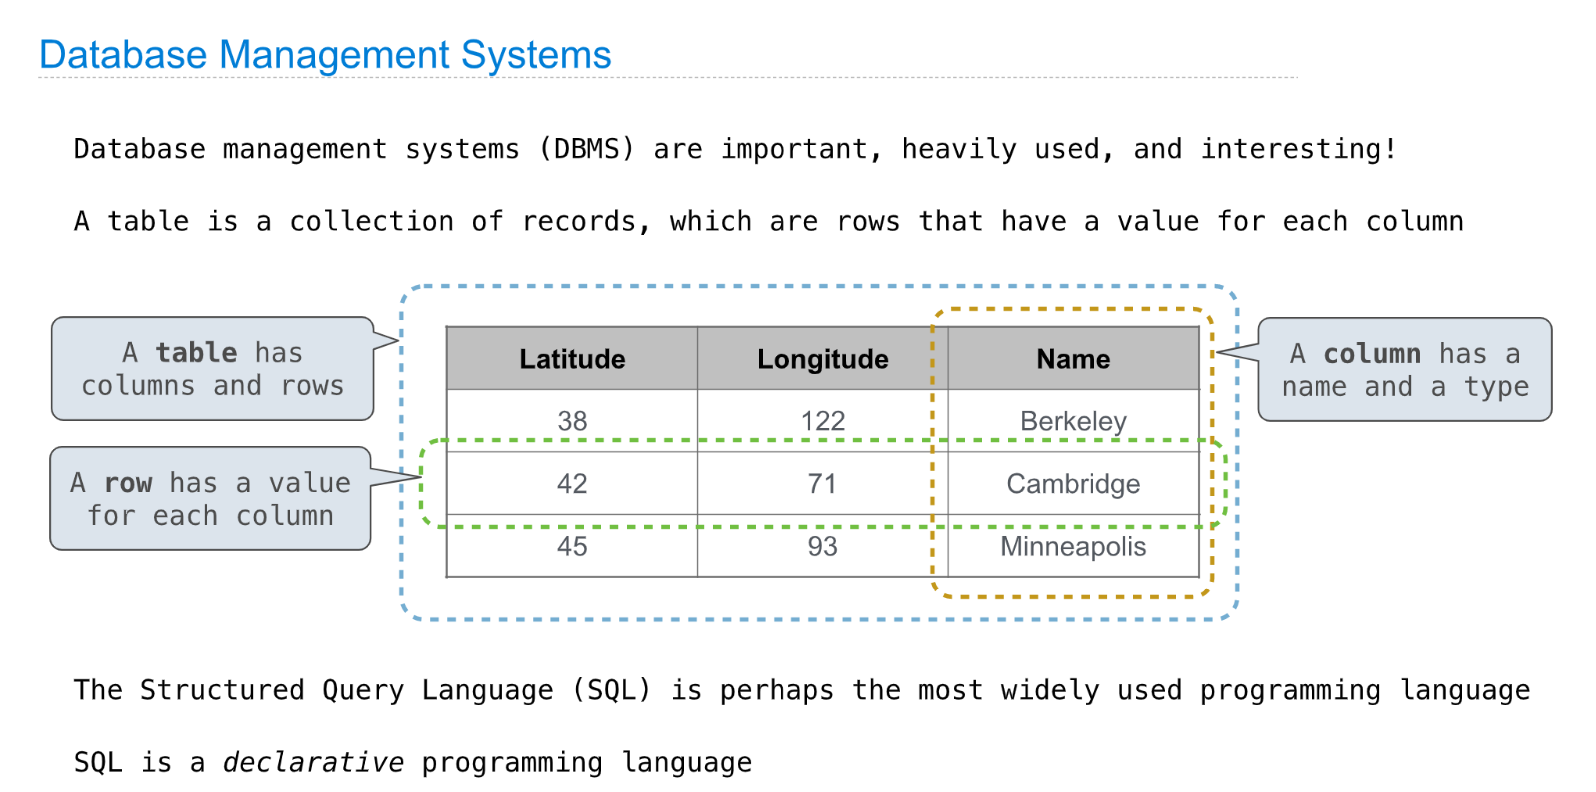 Database Management Systems
Database management systems (DBMS) are important, heavily used, and interesting!
A table is a collection of records, which are rows that have a value for each column
A table has
columns and rows
A row has a value
for each column
Latitude Longitude Name
38 122 Berkeley
42 71 Cambridge
45 93 Minneapolis
A column has a
name and a type
The Structured Query Language (SQL) is perhaps the most widely used programming language
SQL is a declarative programming language